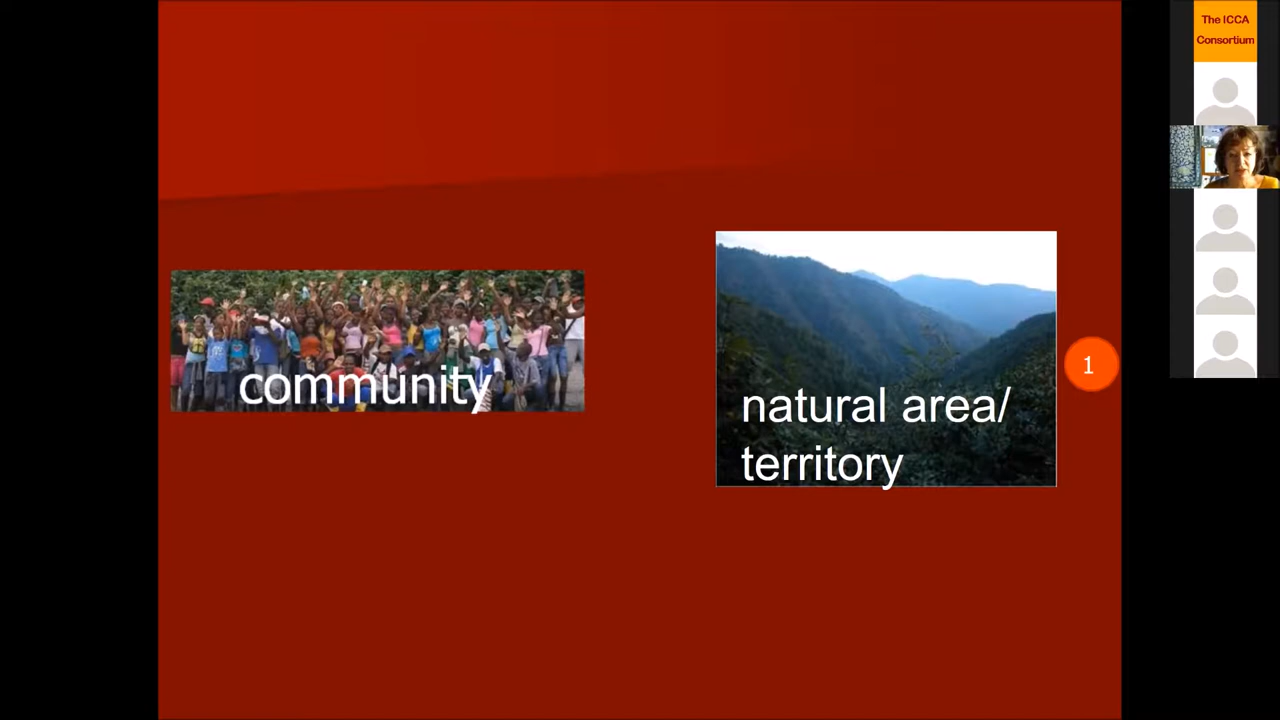 community
natural area/
territory
1
The ICCA
Consortium